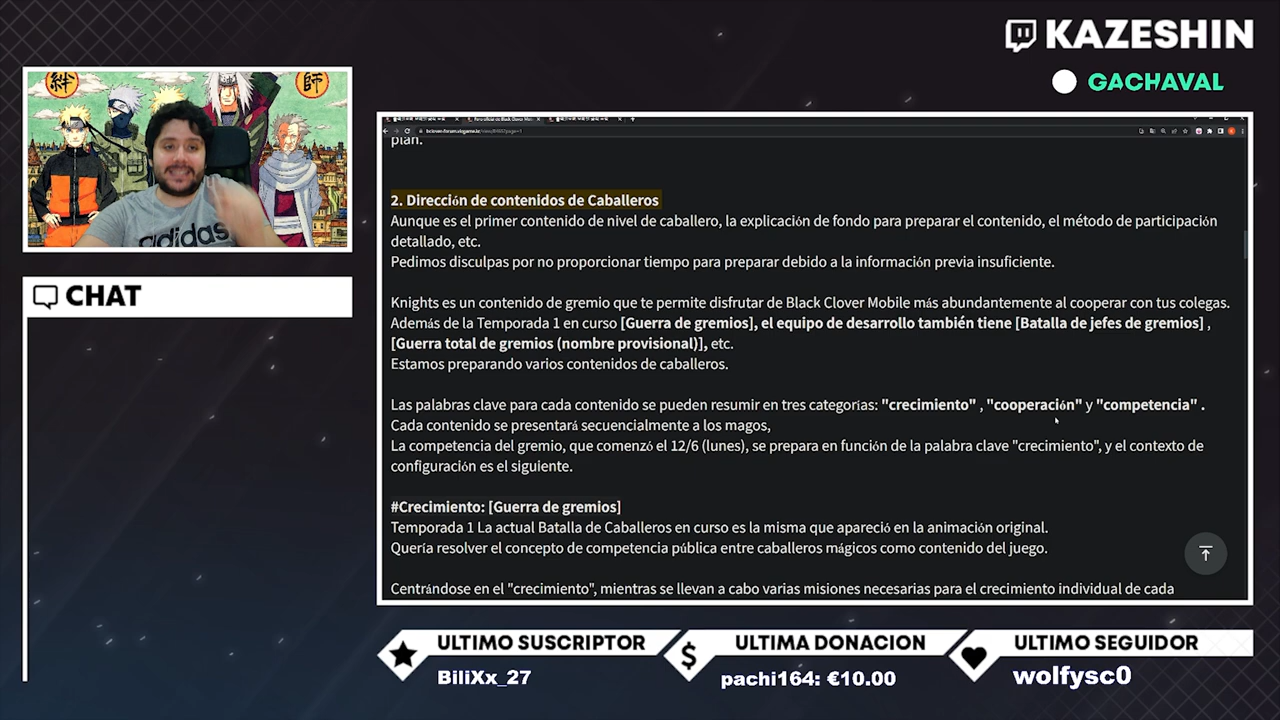 KAZESHIN
GACHAVAL
絆
師
adidas
CHAT
plan.
2. Dirección de contenidos de Caballeros
Aunque es el primer contenido de nivel de caballero, la explicación de fondo para preparar el contenido, el método de participación
detallado, etc.
Pedimos disculpas por no proporcionar tiempo para preparar debido a la información previa insuficiente.
Knights es un contenido de gremio que te permite disfrutar de Black Clover Mobile más abundantemente al cooperar con tus colegas.
Además de la Temporada 1 en curso [Guerra de gremios], el equipo de desarrollo también tiene [Batalla de jefes de gremios] ,
[Guerra total de gremios (nombre provisional)], etc.
Estamos preparando varios contenidos de caballeros.
Las palabras clave para cada contenido se pueden resumir en tres categorías: "crecimiento" , "cooperación" y "competencia" .
Cada contenido se presentará secuencialmente a los magos,
La competencia del gremio, que comenzó el 12/6 (lunes), se prepara en función de la palabra clave "crecimiento", y el contexto de
configuración es el siguiente.
#Crecimiento: [Guerra de gremios]
Temporada 1 La actual Batalla de Caballeros en curso es la misma que apareció en la animación original.
Quería resolver el concepto de competencia pública entre caballeros mágicos como contenido del juego.
Centrándose en el "crecimiento", mientras se llevan a cabo varias misiones necesarias para el crecimiento individual de cada
ULTIMO SUSCRIPTOR
BiliXx_27
ULTIMA DONACION
pachi164: €10.00
ULTIMO SEGUIDOR
wolfysc0